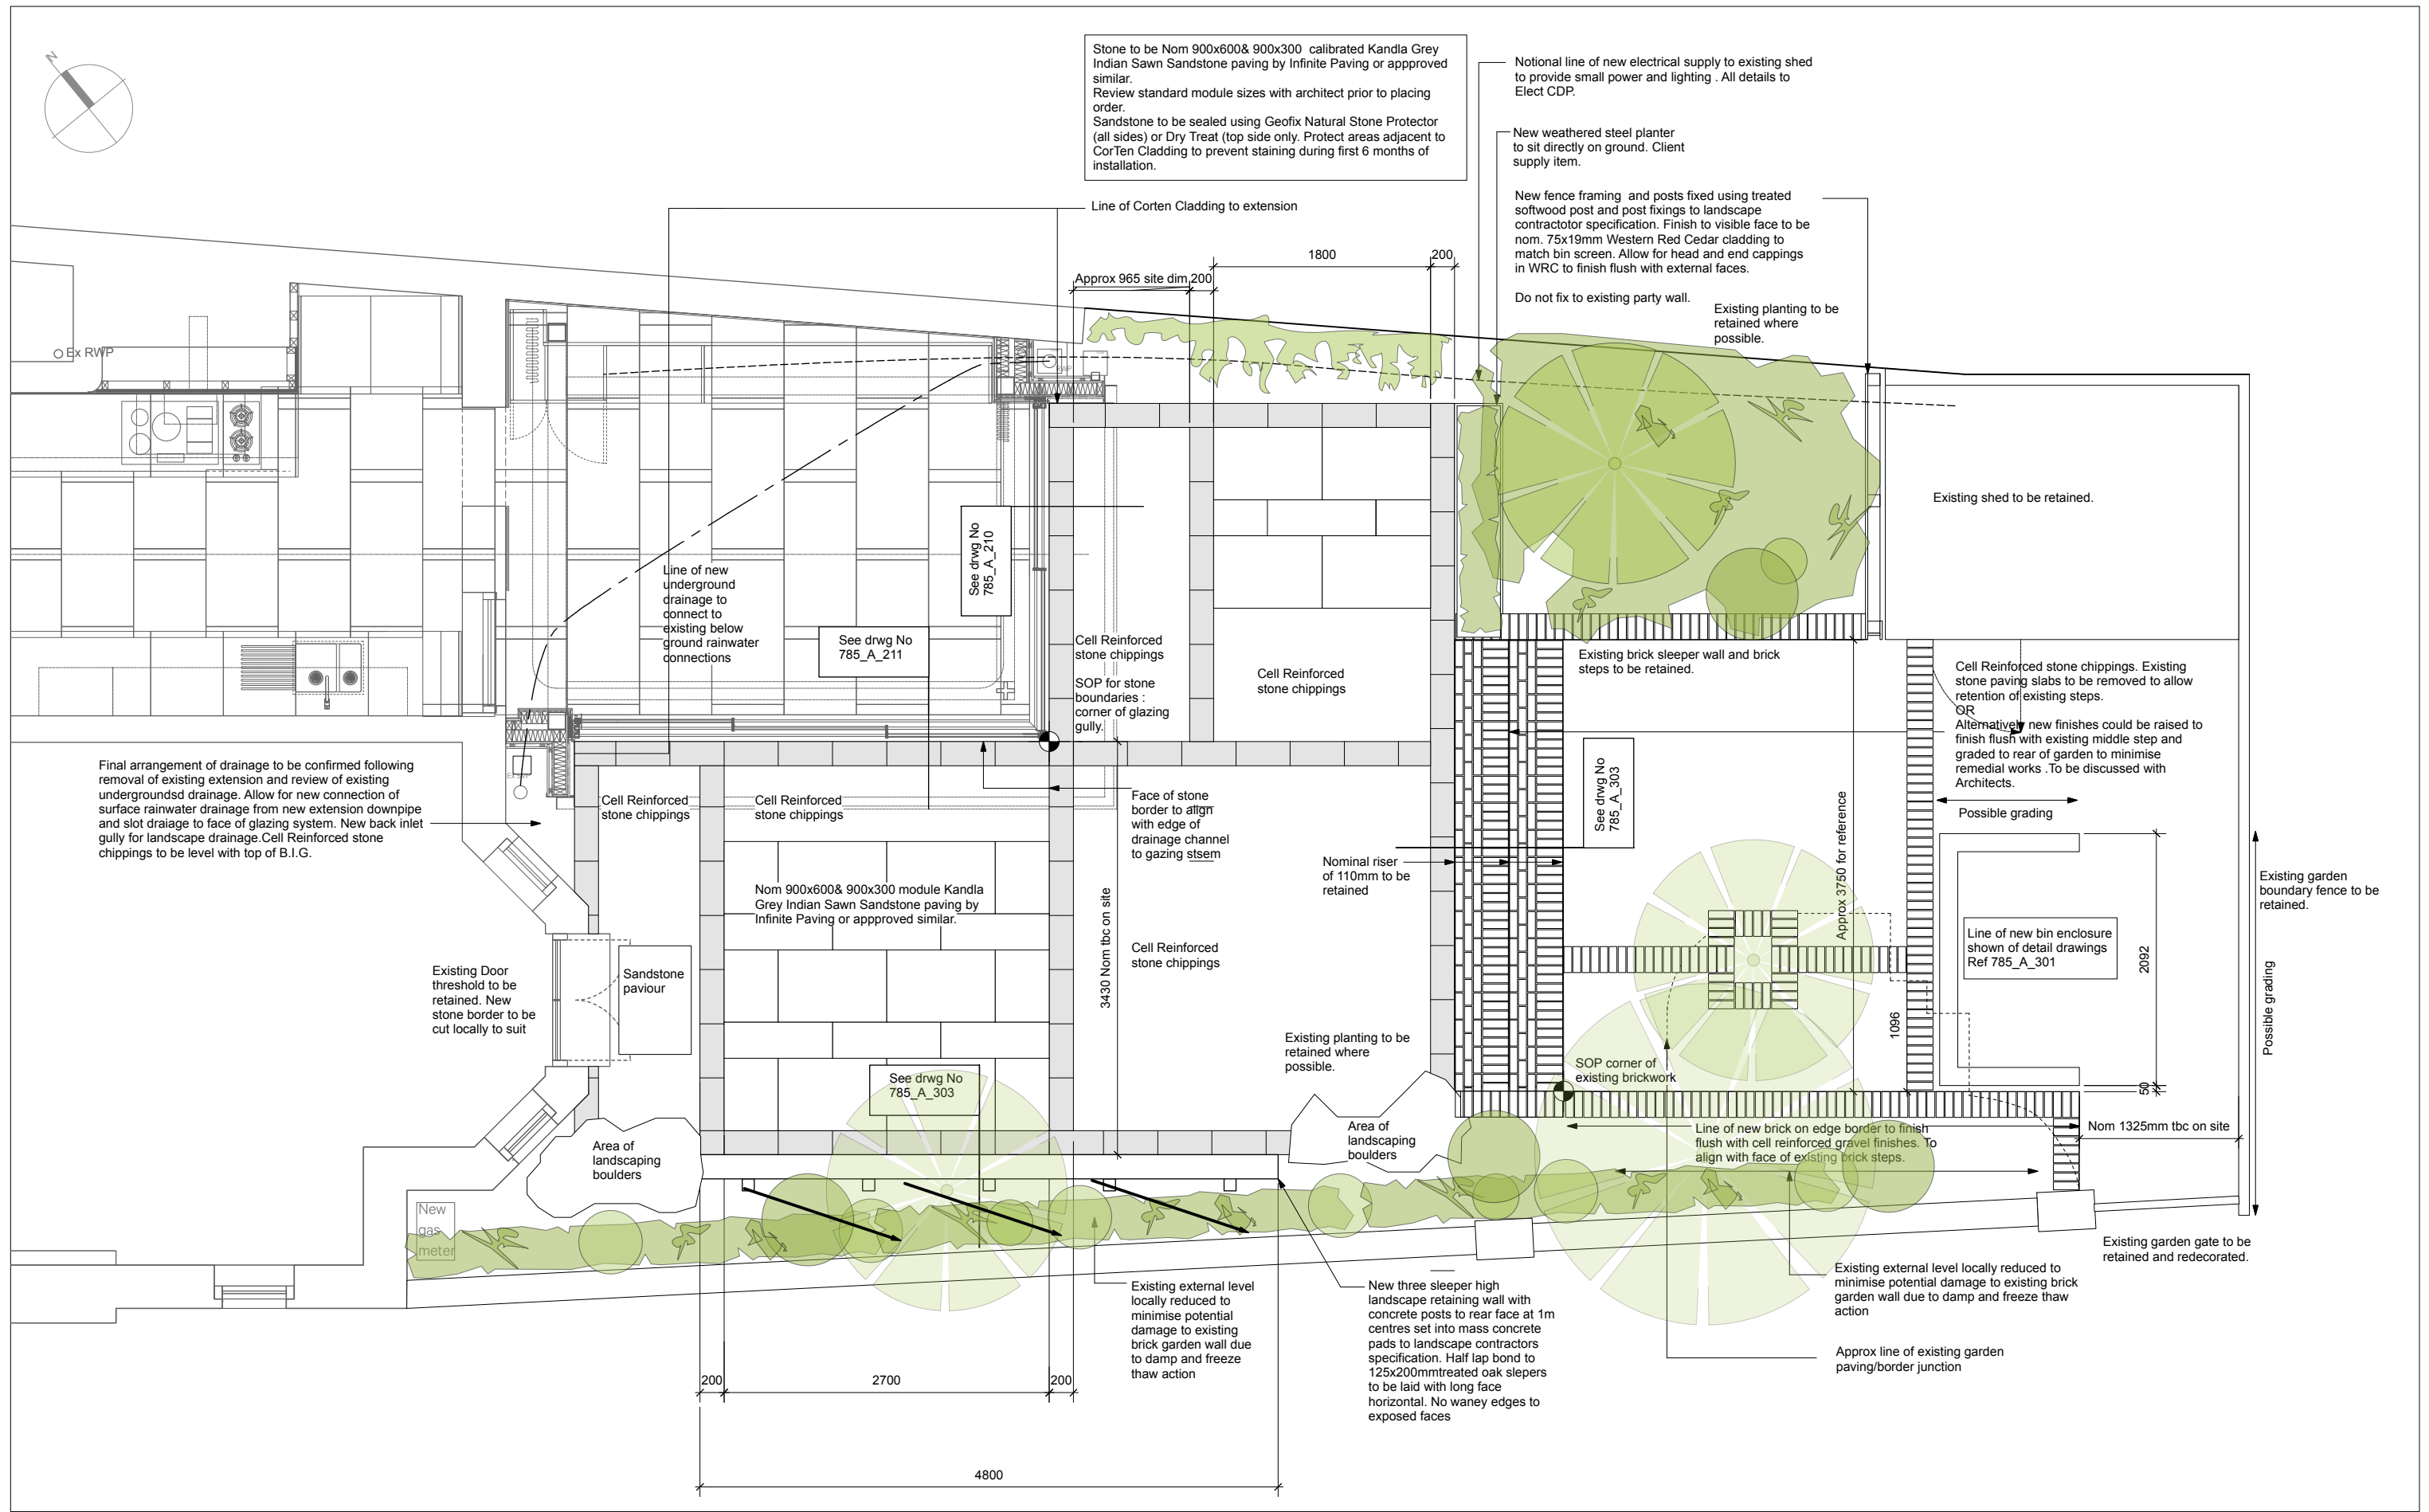 N
Stone to be Nom 900x600& 900x300  calibrated Kandla Grey
Indian Sawn Sandstone paving by Infinite Paving or appproved
similar.
Review standard module sizes with architect prior to placing
order.
Sandstone to be sealed using Geofix Natural Stone Protector
(all sides) or Dry Treat (top side only. Protect areas adjacent to
CorTen Cladding to prevent staining during first 6 months of
installation.
Notional line of new electrical supply to existing shed
to provide small power and lighting . All details to
Elect CDP.
New weathered steel planter
to sit directly on ground. Client
supply item.
New fence framing  and posts fixed using treated
softwood post and post fixings to landscape
contractotor specification. Finish to visible face to be
nom. 75x19mm Western Red Cedar cladding to
match bin screen. Allow for head and end cappings
in WRC to finish flush with external faces.
Do not fix to existing party wall.
Existing planting to be
retained where
possible.
Line of Corten Cladding to extension
1800
200
Approx 965 site dim
200
Ex RWP
RWP
Existing shed to be retained.
See drwg No
785_A_210
Line of new
underground
drainage to
connect to
existing below
ground rainwater
connections
See drwg No
785_A_211
Cell Reinforced
stone chippings
SOP for stone
boundaries :
corner of glazing
gully.
Cell Reinforced
stone chippings
Existing brick sleeper wall and brick
steps to be retained.
Cell Reinforced stone chippings. Existing
stone paving slabs to be removed to allow
retention of existing steps.
OR
Alternatively new finishes could be raised to
finish flush with existing middle step and
graded to rear of garden to minimise
remedial works .To be discussed with
Architects.
Possible grading
Final arrangement of drainage to be confirmed following
removal of existing extension and review of existing
undergroundsd drainage. Allow for new connection of
surface rainwater drainage from new extension downpipe
and slot draiage to face of glazing system. New back inlet
gully for landscape drainage.Cell Reinforced stone
chippings to be level with top of B.I.G.
Cell Reinforced
stone chippings
Cell Reinforced
stone chippings
Face of stone
border to align
with edge of
drainage channel
to gazing stsem
See drwg No
785_A_303
Nominal riser
of 110mm to be
retained
Approx 3750 for reference
Existing garden
boundary fence to be
retained.
Nom 900x600& 900x300 module Kandla
Grey Indian Sawn Sandstone paving by
Infinite Paving or appproved similar.
3430 Nom tbc on site
Cell Reinforced
stone chippings
Line of new bin enclosure
shown of detail drawings
Ref 785_A_301
2092
Possible grading
Existing Door
threshold to be
retained. New
stone border to be
cut locally to suit
Sandstone
paviour
1096
Existing planting to be
retained where
possible.
SOP corner of
existing brickwork
See drwg No
785_A_303
50
Area of
landscaping
boulders
Area of
landscaping
boulders
Line of new brick on edge border to finish
flush with cell reinforced gravel finishes. To
align with face of existing brick steps.
Nom 1325mm tbc on site
New
gas
meter
Existing garden gate to be
retained and redecorated.
Existing external level
locally reduced to
minimise potential
damage to existing
brick garden wall due
to damp and freeze
thaw action
New three sleeper high
landscape retaining wall with
concrete posts to rear face at 1m
centres set into mass concrete
pads to landscape contractors
specification. Half lap bond to
125x200mmtreated oak slepers
to be laid with long face
horizontal. No waney edges to
exposed faces
Existing external level locally reduced to
minimise potential damage to existing brick
garden wall due to damp and freeze thaw
action
Approx line of existing garden
paving/border junction
200
2700
200
4800